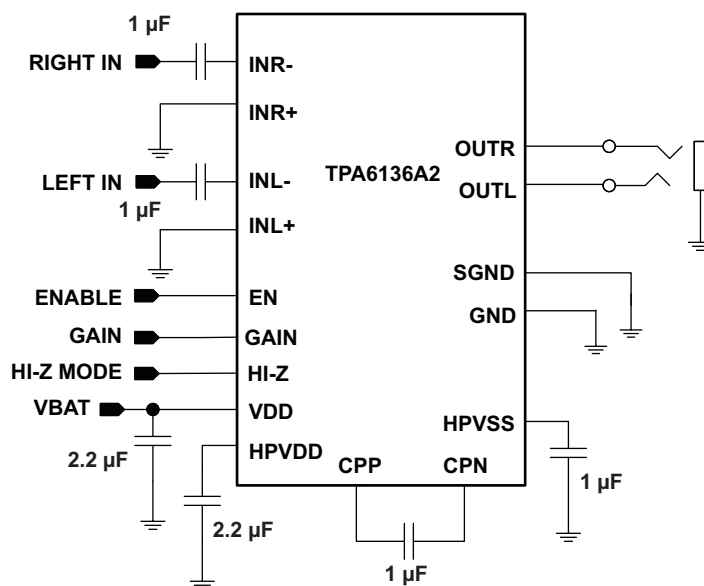 1 µF
RIGHT IN
INR-
INR+
OUTR
TPA6136A2
LEFT IN
INL-
OUTL
1 µF
INL+
SGND
ENABLE
EN
GND
GAIN
GAIN
HI-Z MODE
HI-Z
VBAT
VDD
HPVSS
HPVDD
2.2 µF
CPP
CPN
1 µF
2.2 µF
1 µF